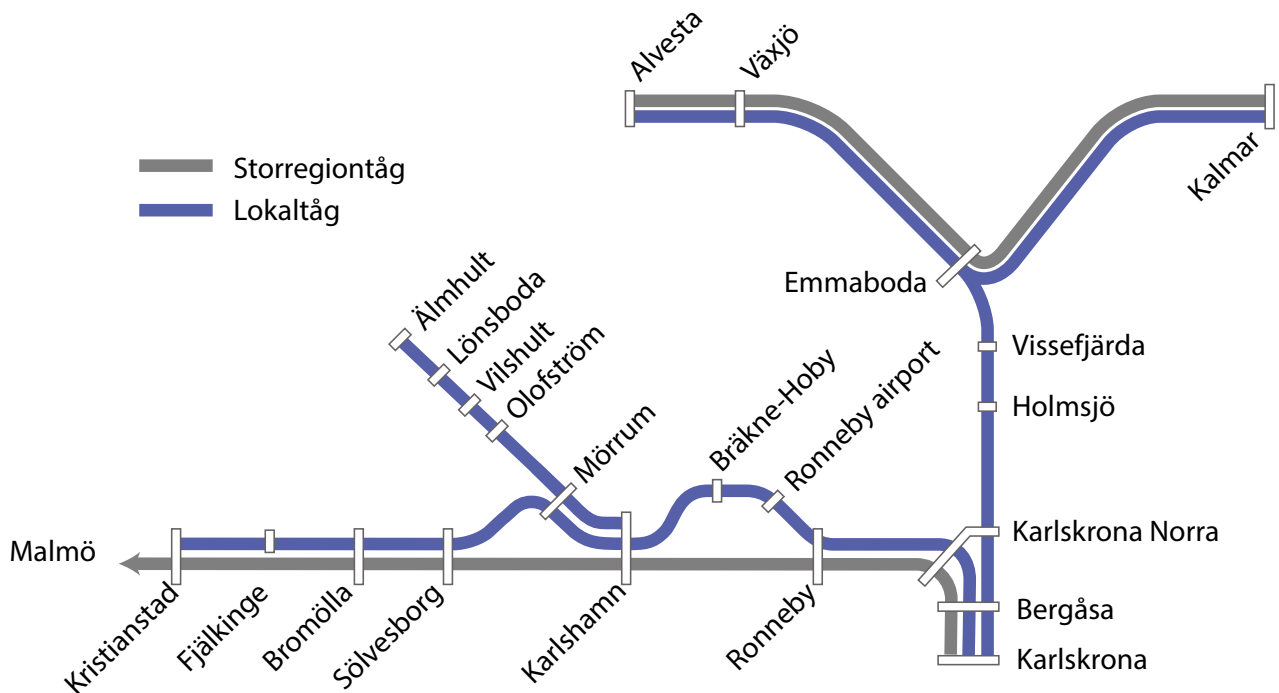 Alvesta
Växjö
Kalmar
Storregiontåg
Lokaltåg
Emmaboda
Älmhult
Lönsboda
Vilshult
Olofström
Mörrum
Bräkne-Hoby
Ronneby airport
Vissefjärda
Holmsjö
Karlskrona Norra
Malmö
Kristianstad
Fjälkinge
Bromölla
Sölvesborg
Karlshamn
Ronneby
Bergåsa
Karlskrona